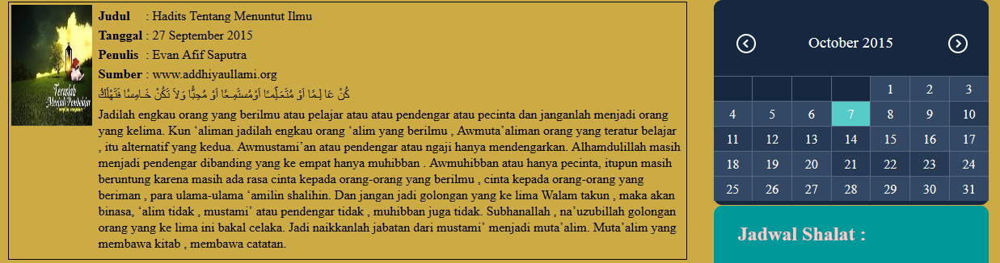 Judul : Hadits Tentang Menuntut Ilmu
Tanggal : 27 September 2015
Penulis : Evan Afif Saputra
Sumber : www.addhiyaullami.org
كُنْ عَا لِمًا اَوْ مُتَعَلِّمًا اَوْمُستَمِعًا اَوْ مُحِبًّا وَلاَ تَكُنْ خَامِسًا فَتَهْلَكُ
Jadilah engkau orang yang berilmu atau pelajar atau atau pendengar atau pecinta dan janganlah menjadi orang
yang kelima. Kun ‘aliman jadilah engkau orang ‘alim yang berilmu , Awmuta’aliman orang yang teratur belajar
, itu alternatif yang kedua. Awmustami’an atau pendengar atau ngaji hanya mendengarkan. Alhamdulillah masih
menjadi pendengar dibanding yang ke empat hanya muhibban . Awmuhibban atau hanya pecinta, itupun masih
beruntung karena masih ada rasa cinta kepada orang-orang yang berilmu , cinta kepada orang-orang yang
beriman , para ulama-ulama ‘amilin shalihin. Dan jangan jadi golongan yang ke lima Walam takun , maka akan
binasa, ‘alim tidak , mustami’ atau pendengar tidak , muhibban juga tidak. Subhanallah , na’uzubillah golongan
orang yang ke lima ini bakal celaka. Jadi naikkanlah jabatan dari mustami’ menjadi muta’alim. Muta’alim yang
membawa kitab , membawa catatan.
Teruslah
Menjadi Pembelajar
October 2015
1 2 3
4 5 6 7 8 9 10
11 12 13 14 15 16 17
18 19 20 21 22 23 24
25 26 27 28 29 30 31
Jadwal Shalat :